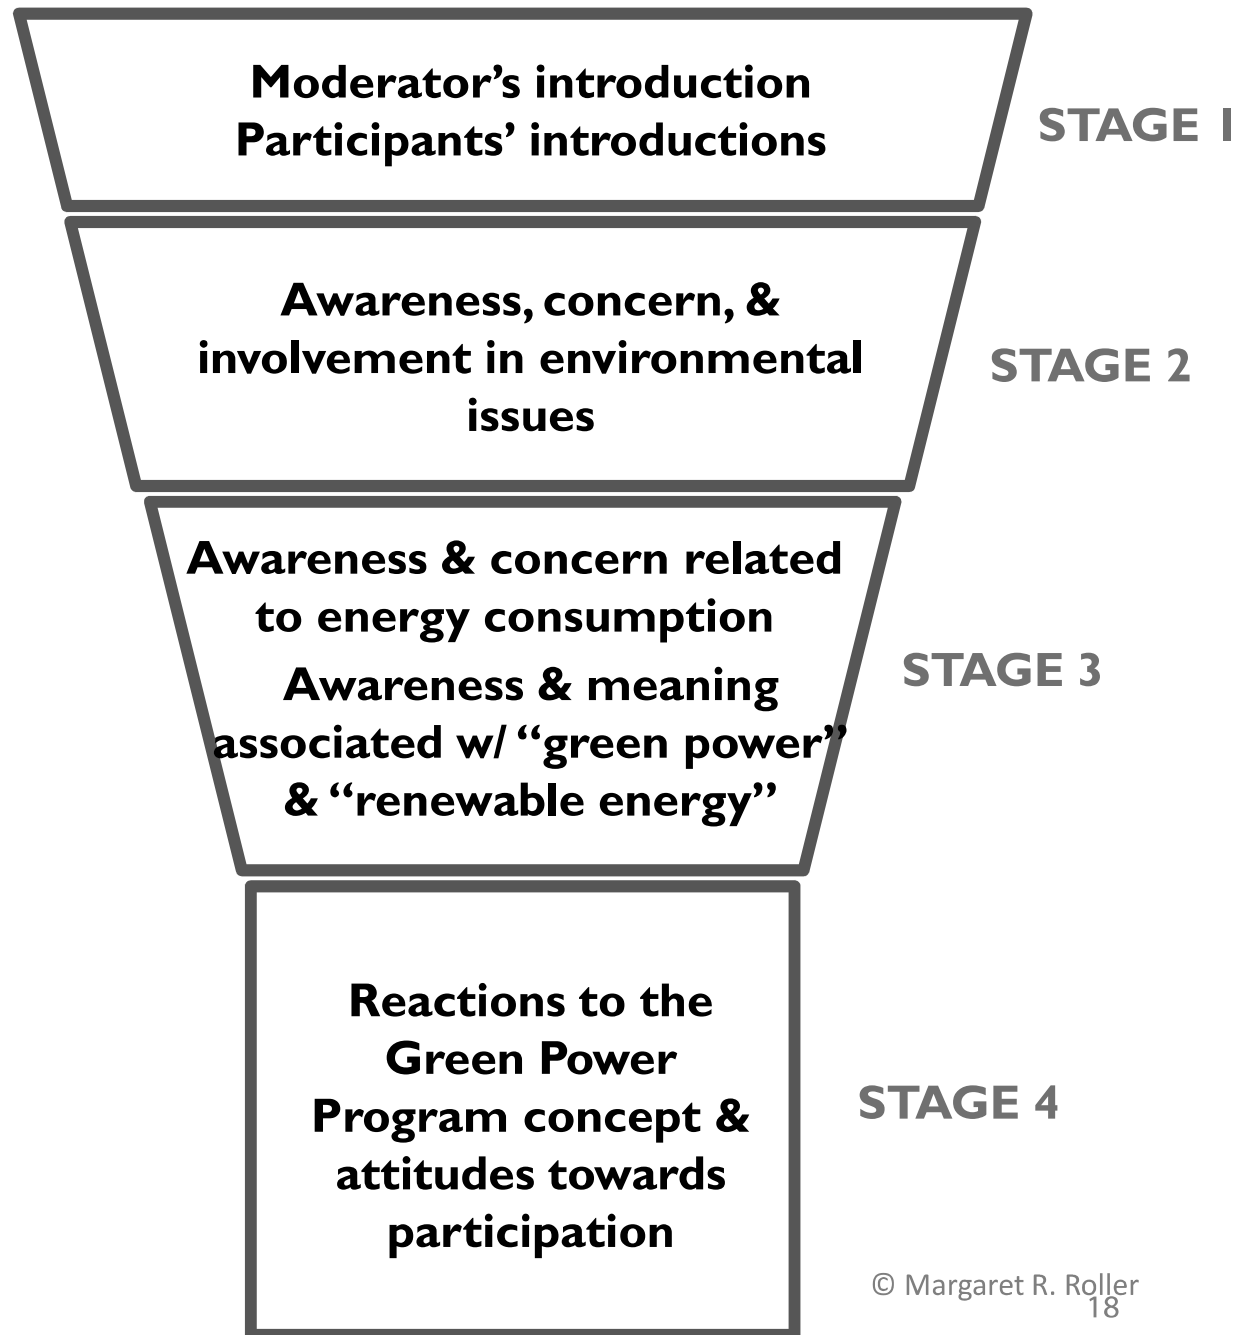 Moderator’s introduction
Participants’ introductions
STAGE 1
Awareness, concern, &
involvement in environmental
issues
STAGE 2
Awareness & concern related
to energy consumption
Awareness & meaning
associated w/ “green power”
& “renewable energy”
STAGE 3
Reactions to the
Green Power
Program concept &
attitudes towards
participation
STAGE 4
© Margaret R. Roller
18